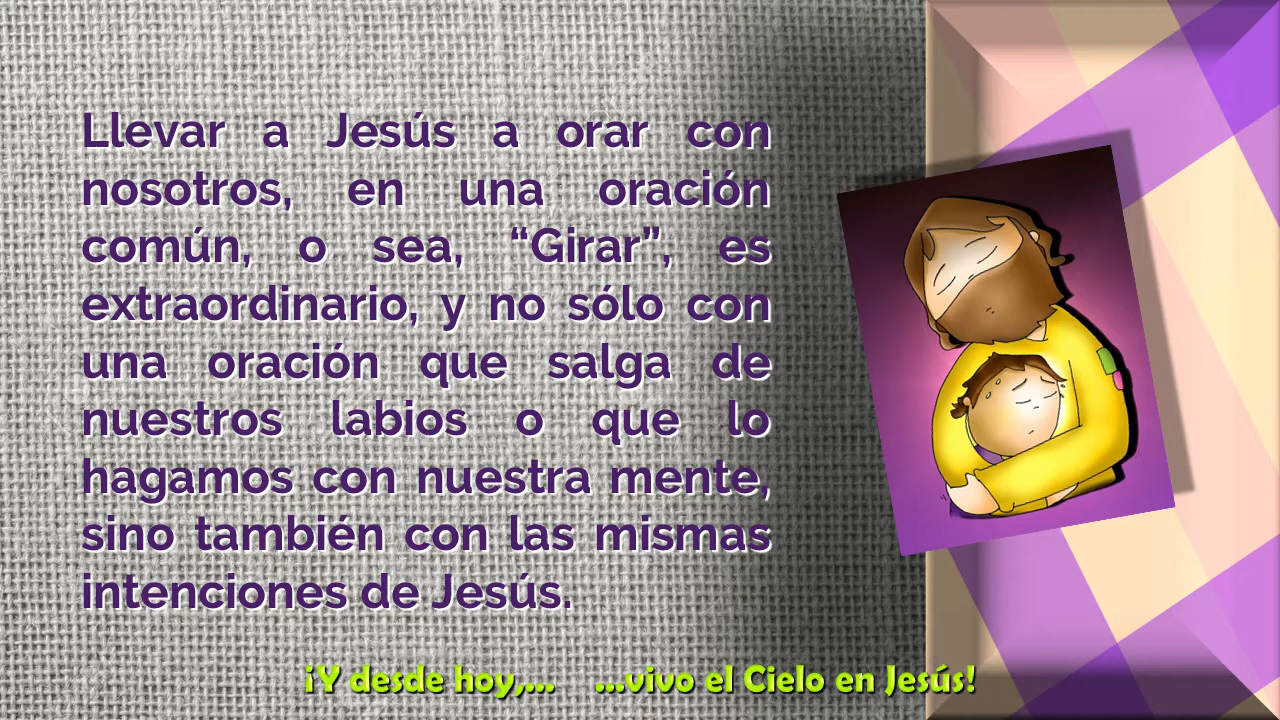 Llevar a Jesús a orar con
nosotros, en una oración
común, o sea, “Girar”, es
extraordinario, y no sólo con
una oración que salga de
nuestros labios o que lo
hagamos con nuestra mente,
sino también con las mismas
intenciones de Jesús.
¡Y desde hoy,... ...vivo el Cielo en Jesús!